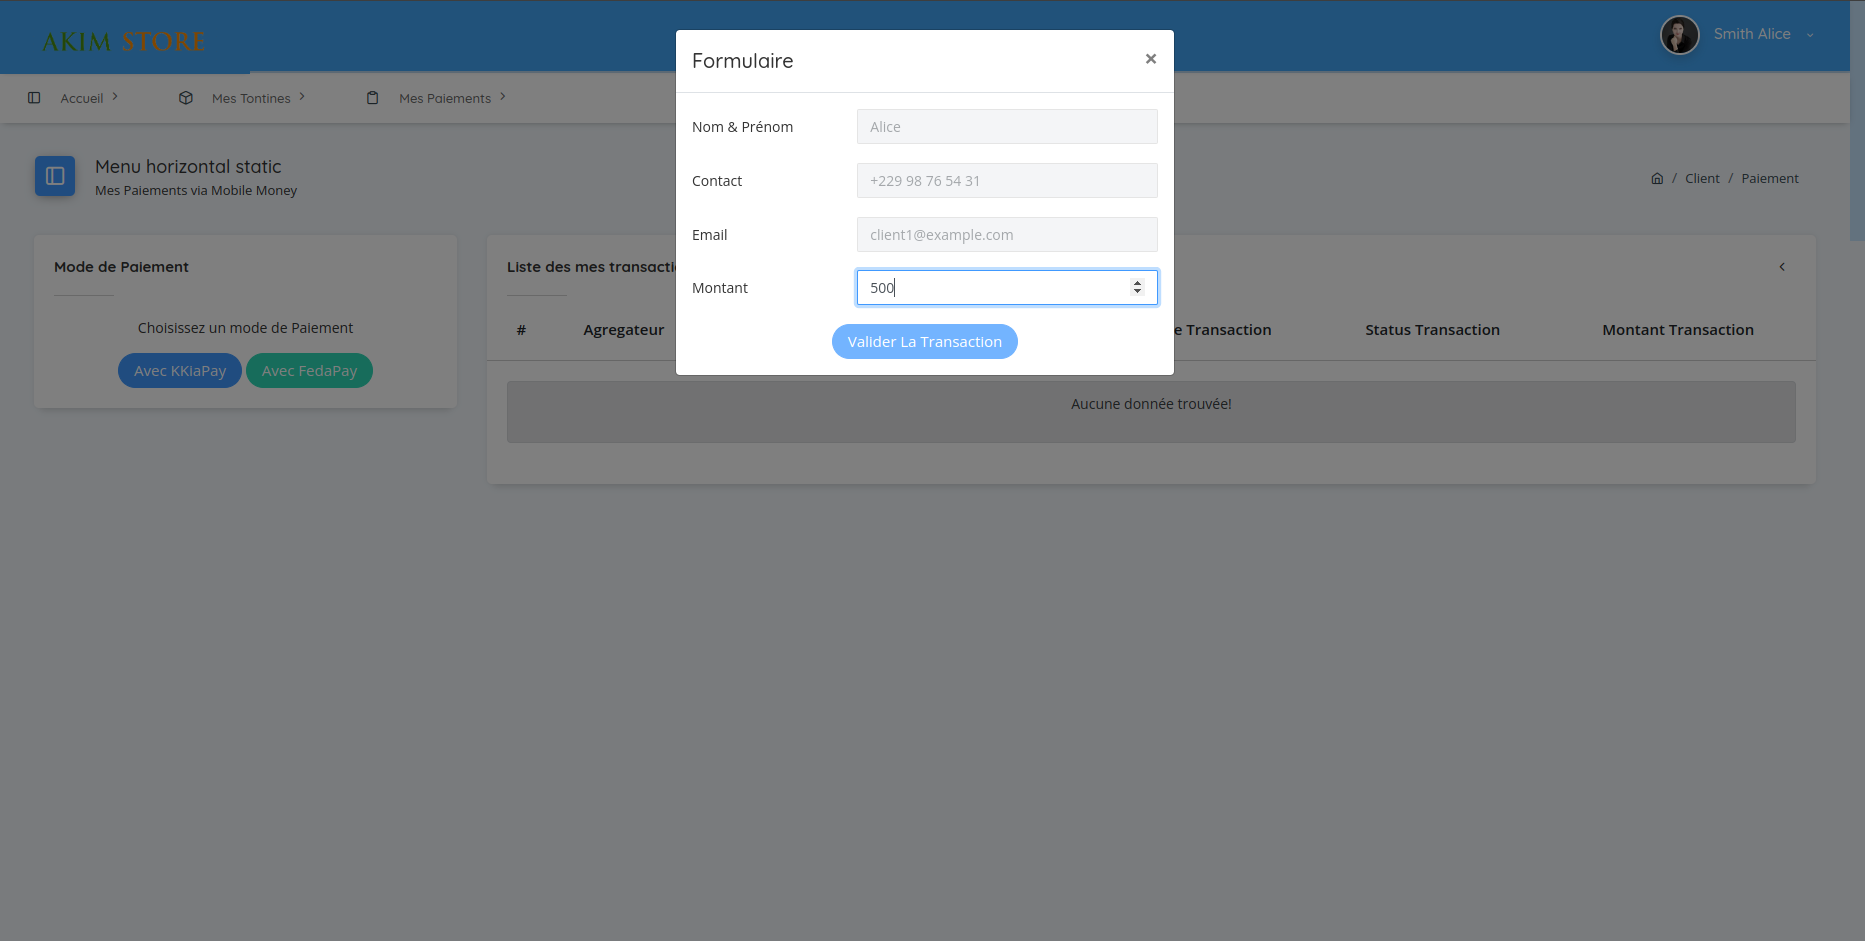 AKIM STORE
Smith Alice
Accueil
Mes Tontines
Mes Paiements
Menu horizontal static
Mes Paiements via Mobile Money
/ Client / Paiement
Mode de Paiement
Choisissez un mode de Paiement
Avec KKiaPay
Avec FedaPay
Liste des mes transacti
# Agregateur e Transaction Status Transaction Montant Transaction
Aucune donnée trouvée!
Formulaire
×
Nom & Prénom
Alice
Contact
+229 98 76 54 31
Email
client1@example.com
Montant
500
Valider La Transaction